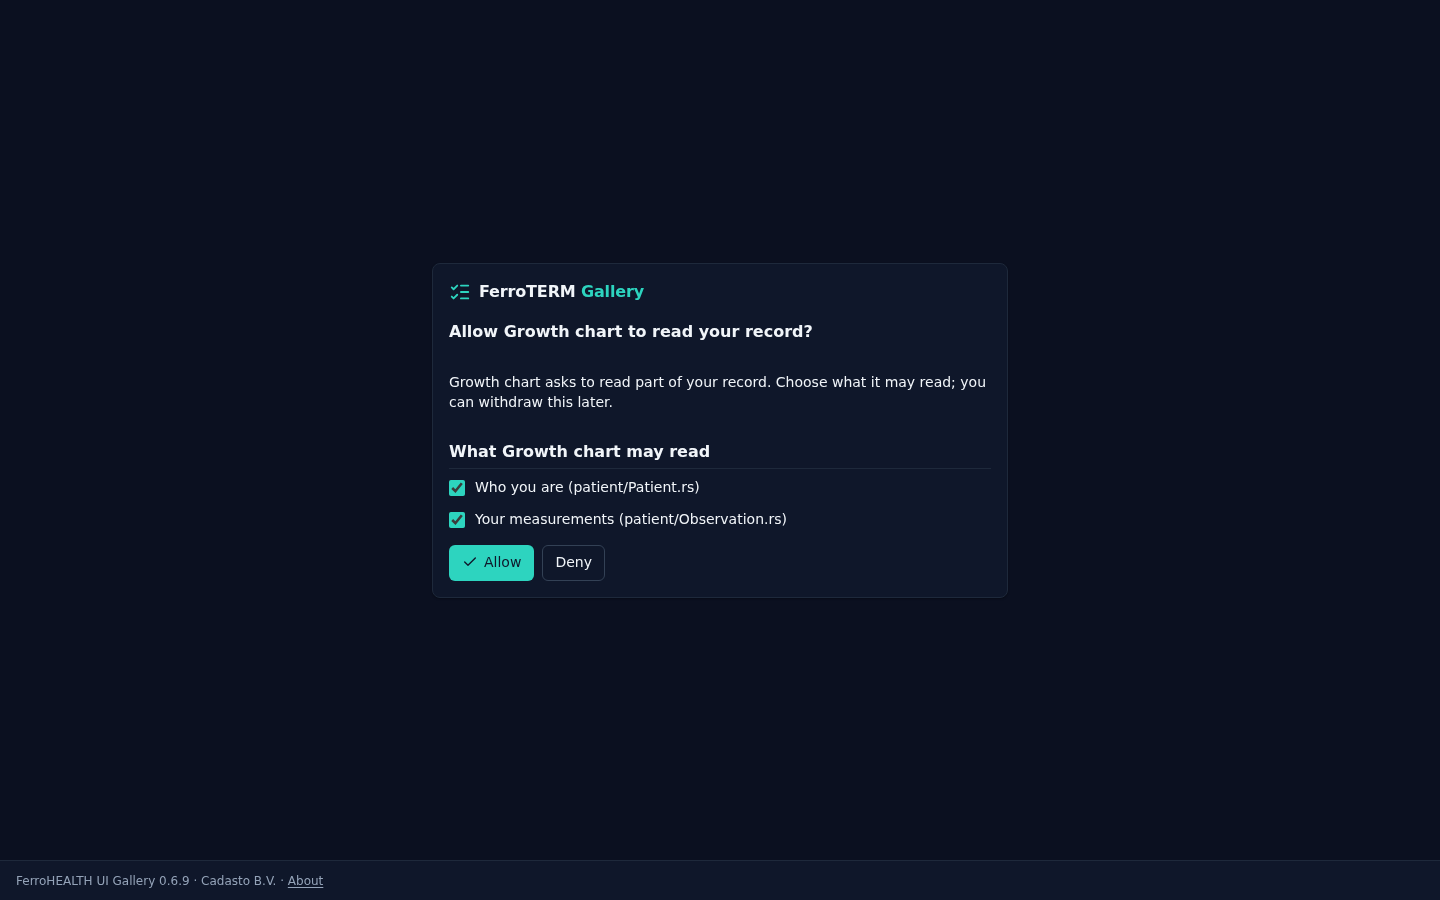 FerroTERM Gallery
Allow Growth chart to read your record?
Growth chart asks to read part of your record. Choose what it may read; you
can withdraw this later.
What Growth chart may read
Who you are (patient/Patient.rs)
Your measurements (patient/Observation.rs)
Allow
Deny
FerroHEALTH UI Gallery 0.6.9 · Cadasto B.V. · About